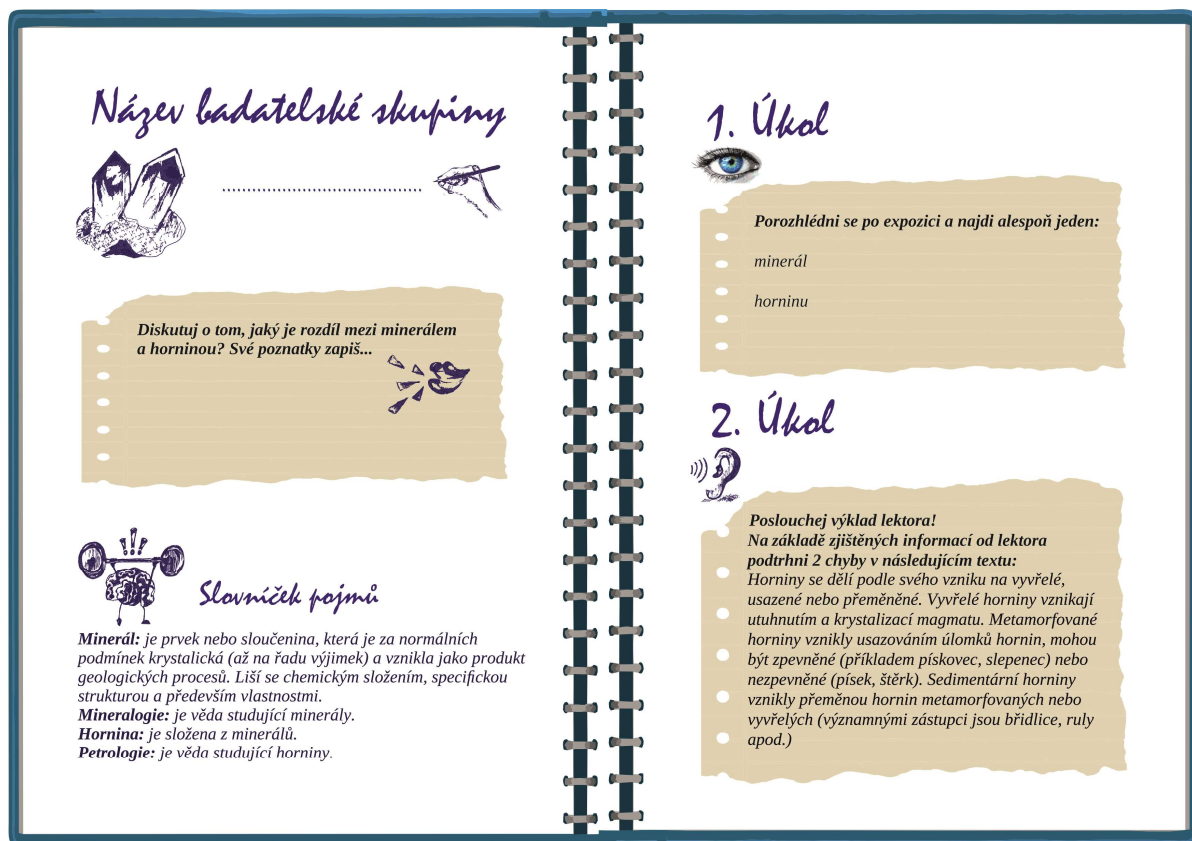 Název badatelské skupiny
........................................
Diskutuj o tom, jaký je rozdíl mezi minerálem
a horninou? Své poznatky zapiš...
Slovníček pojmů
Minerál: je prvek nebo sloučenina, která je za normálních
podmínek krystalická (až na řadu výjimek) a vznikla jako produkt
geologických procesů. Liší se chemickým složením, specifickou
strukturou a především vlastnostmi.
Mineralogie: je věda studující minerály.
Hornina: je složena z minerálů.
Petrologie: je věda studující horniny.
1. Úkol
Porozhlédni se po expozici a najdi alespoň jeden:
minerál
horninu
2. Úkol
Poslouchej výklad lektora!
Na základě zjištěných informací od lektora
podtrhni 2 chyby v následujícím textu:
Horniny se dělí podle svého vzniku na vyvřelé,
usazené nebo přeměněné. Vyvřelé horniny vznikají
utuhnutím a krystalizací magmatu. Metamorfované
horniny vznikly usazováním úlomků hornin, mohou
být zpevněné (příkladem pískovec, slepenec) nebo
nezpevněné (písek, štěrk). Sedimentární horniny
vznikly přeměnou hornin metamorfovaných nebo
vyvřelých (významnými zástupci jsou břidlice, ruly
apod.)